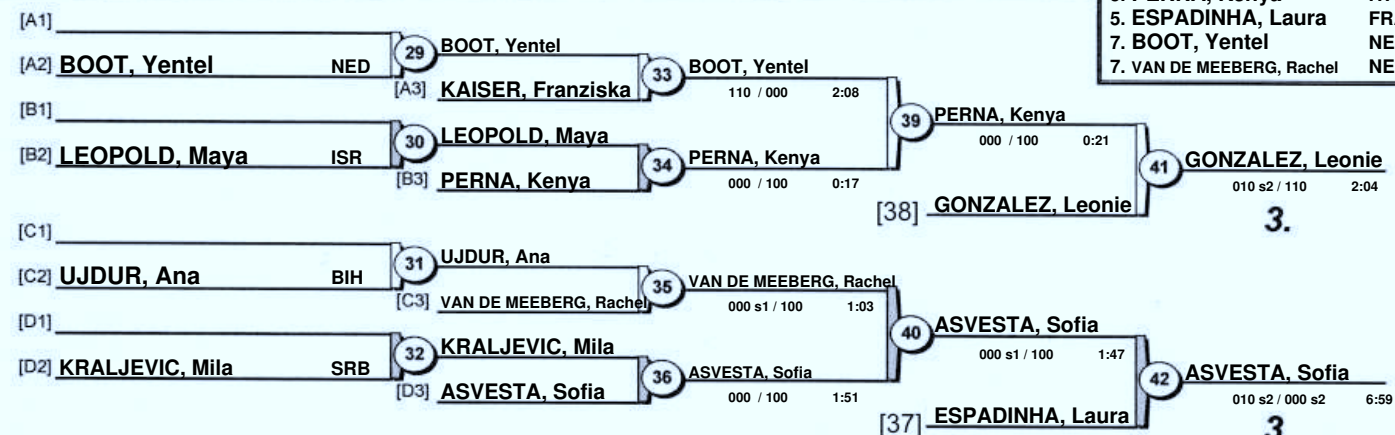 5. ESPADINHA, Laura FRA
7. BOOT, Yentel NE
7. VAN DE MEEBERG, Rachel NE
[A1]
[A2] BOOT, Yentel NED
29
BOOT, Yentel
[A3] KAISER, Franziska
33
BOOT, Yentel
110 / 000 2:08
[B1]
[B2] LEOPOLD, Maya ISR
30
LEOPOLD, Maya
[B3] PERNA, Kenya
34
PERNA, Kenya
000 / 100 0:17
39
PERNA, Kenya
000 / 100 0:21
[38] GONZALEZ, Leonie
41
GONZALEZ, Leonie
010 s2 / 110 2:04
3.
[C1]
[C2] UJDUR, Ana BIH
31
UJDUR, Ana
[C3] VAN DE MEEBERG, Rachel
35
VAN DE MEEBERG, Rachel
000 s1 / 100 1:03
[D1]
[D2] KRALJEVIC, Mila SRB
32
KRALJEVIC, Mila
[D3] ASVESTA, Sofia
36
ASVESTA, Sofia
000 / 100 1:51
40
ASVESTA, Sofia
000 s1 / 100 1:47
[37] ESPADINHA, Laura
42
ASVESTA, Sofia
010 s2 / 000 s2 6:59
3